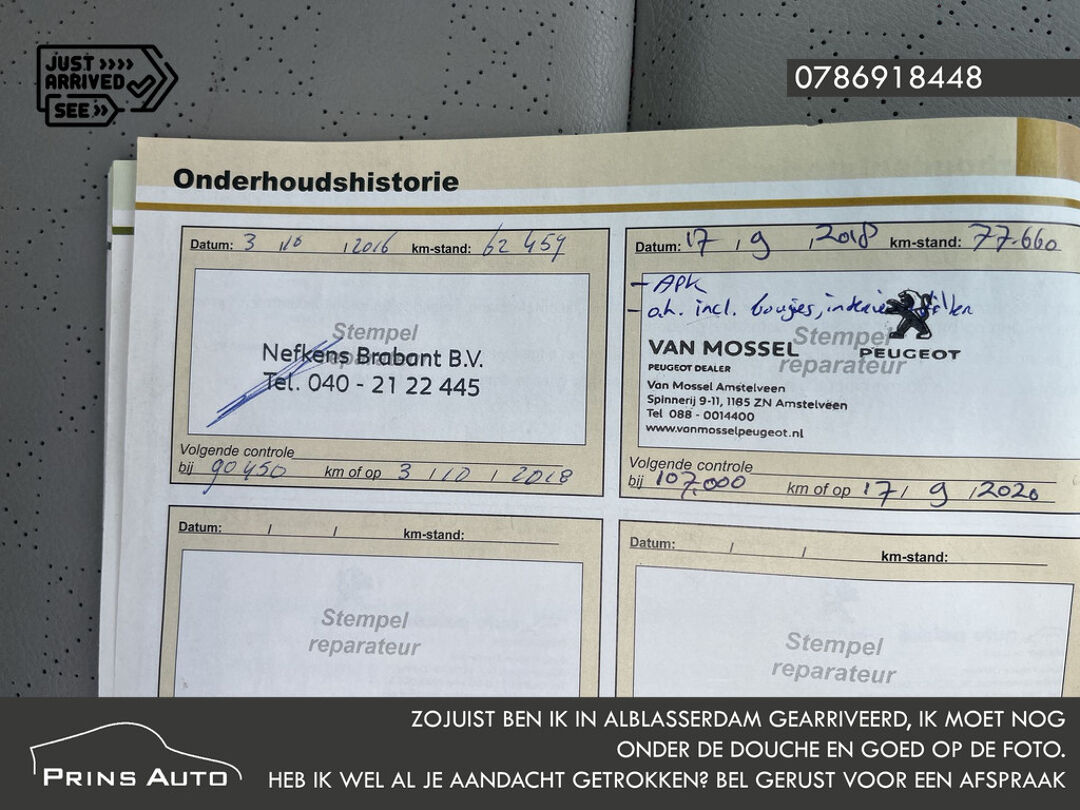 JUST »»
ARRIVED
SEE »
0786918448
Onderhoudshistorie
Datum: 3 / 10 / 2016 km-stand: 62 459
Stempel
reparateur
Nefkens Brabant B.V.
Tel. 040 - 21 22 445
Volgende controle
bij 90450 km of op 3 / 10 / 2018
Datum: 17 / 9 / 2018 km-stand: 77.660
- APK
- o.h. incl. bougies, interieurfilter
Stempel
reparateur
VAN MOSSEL
PEUGEOT DEALER
PEUGEOT
Van Mossel Amstelveen
Spinnerij 9-11, 1185 ZN Amstelveen
Tel 088 - 0014400
www.vanmosselpeugeot.nl
Volgende controle
bij 107.000 km of op 17 / 9 / 2020
Datum: / / km-stand:
Stempel
reparateur
Datum: / / km-stand:
Stempel
reparateur
PRINS AUTO
ZOJUIST BEN IK IN ALBLASSERDAM GEARRIVEERD, IK MOET NOG
ONDER DE DOUCHE EN GOED OP DE FOTO.
HEB IK WEL AL JE AANDACHT GETROKKEN? BEL GERUST VOOR EEN AFSPRAAK